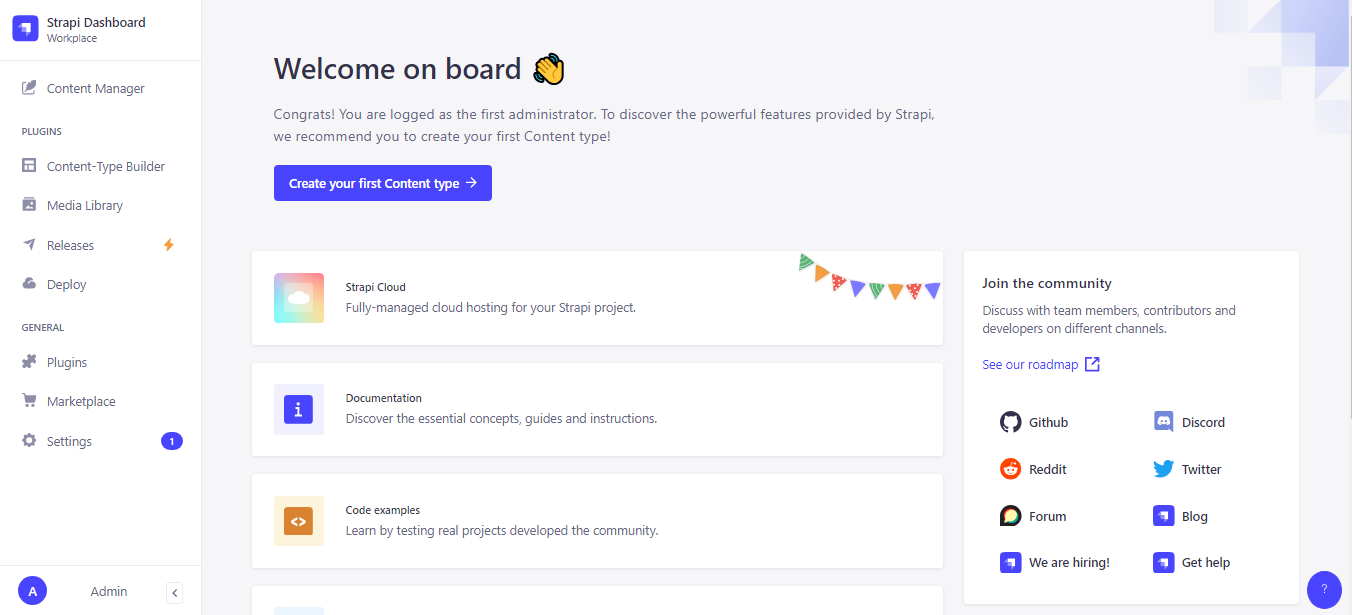 Strapi Dashboard
Workplace
Content Manager
PLUGINS
Content-Type Builder
Media Library
Releases
Deploy
GENERAL
Plugins
Marketplace
Settings
1
A
Admin
Welcome on board
Congrats! You are logged as the first administrator. To discover the powerful features provided by Strapi,
we recommend you to create your first Content type!
Create your first Content type
Strapi Cloud
Fully-managed cloud hosting for your Strapi project.
Documentation
Discover the essential concepts, guides and instructions.
Code examples
Learn by testing real projects developed the community.
Join the community
Discuss with team members, contributors and
developers on different channels.
See our roadmap
Github
Discord
Reddit
Twitter
Forum
Blog
We are hiring!
Get help
?